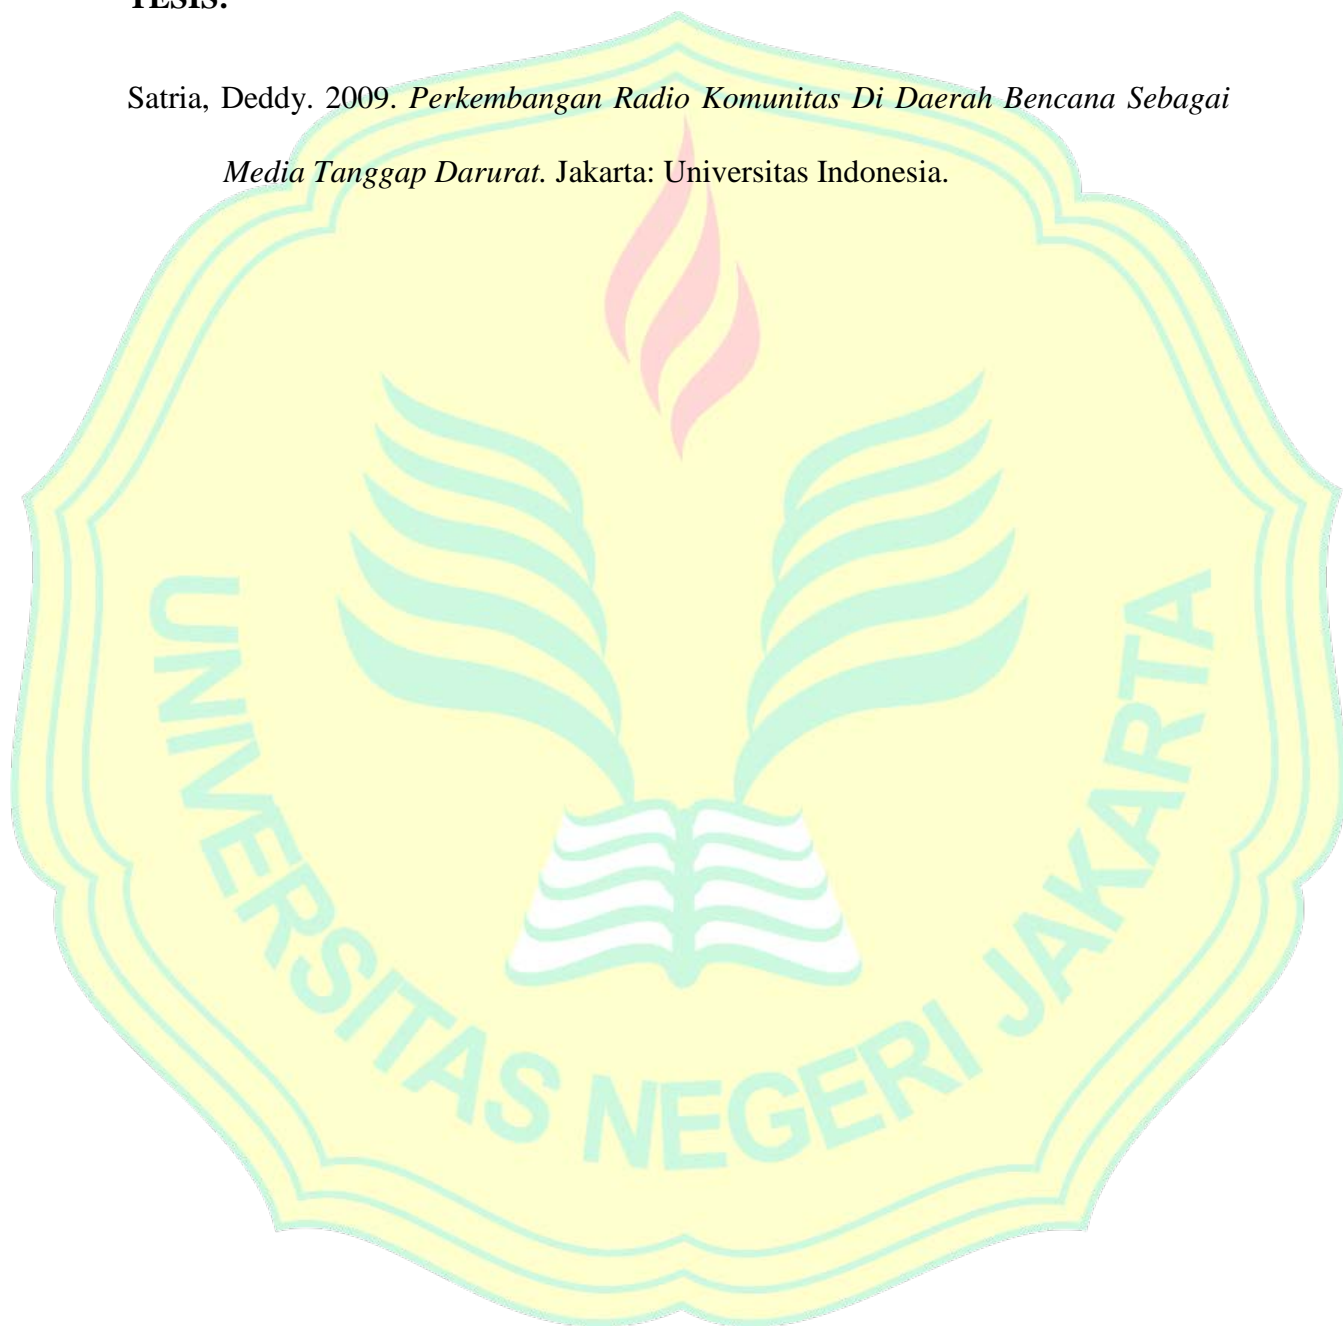 TESIS:
Satria, Deddy. 2009. Perkembangan Radio Komunitas Di Daerah Bencana Sebagai
Media Tanggap Darurat. Jakarta: Universitas Indonesia.
UNIVERSITAS NEGERI JAKARTA